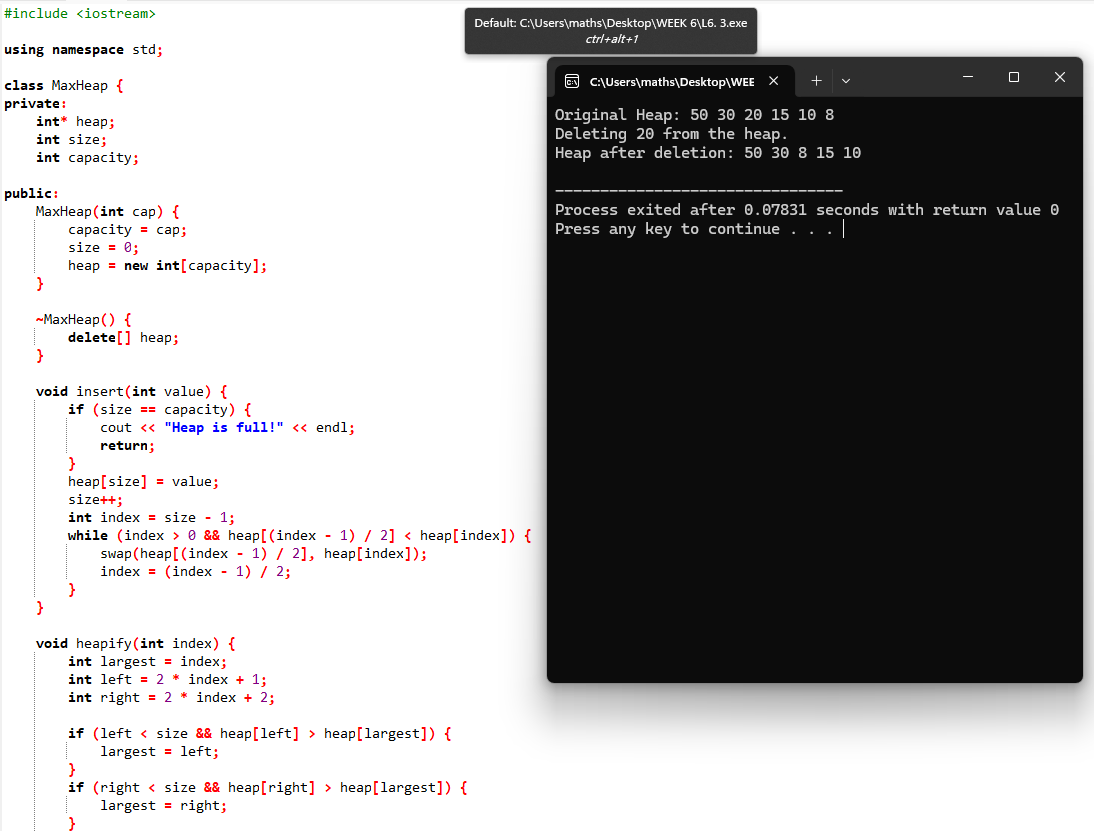 #include <iostream>
using namespace std;
class MaxHeap {
private:
    int* heap;
    int size;
    int capacity;
public:
    MaxHeap(int cap) {
        capacity = cap;
        size = 0;
        heap = new int[capacity];
    }
    ~MaxHeap() {
        delete[] heap;
    }
    void insert(int value) {
        if (size == capacity) {
            cout << "Heap is full!" << endl;
            return;
        }
        heap[size] = value;
        size++;
        int index = size - 1;
        while (index > 0 && heap[(index - 1) / 2] < heap[index]) {
            swap(heap[(index - 1) / 2], heap[index]);
            index = (index - 1) / 2;
        }
    }
    void heapify(int index) {
        int largest = index;
        int left = 2 * index + 1;
        int right = 2 * index + 2;
        if (left < size && heap[left] > heap[largest]) {
            largest = left;
        }
        if (right < size && heap[right] > heap[largest]) {
            largest = right;
        }
Default: C:\Users\maths\Desktop\WEEK 6\L6. 3.exe
ctrl+alt+1
C:\Users\maths\Desktop\WEE
Original Heap: 50 30 20 15 10 8
Deleting 20 from the heap.
Heap after deletion: 50 30 8 15 10
--------------------------------
Process exited after 0.07831 seconds with return value 0
Press any key to continue . . .